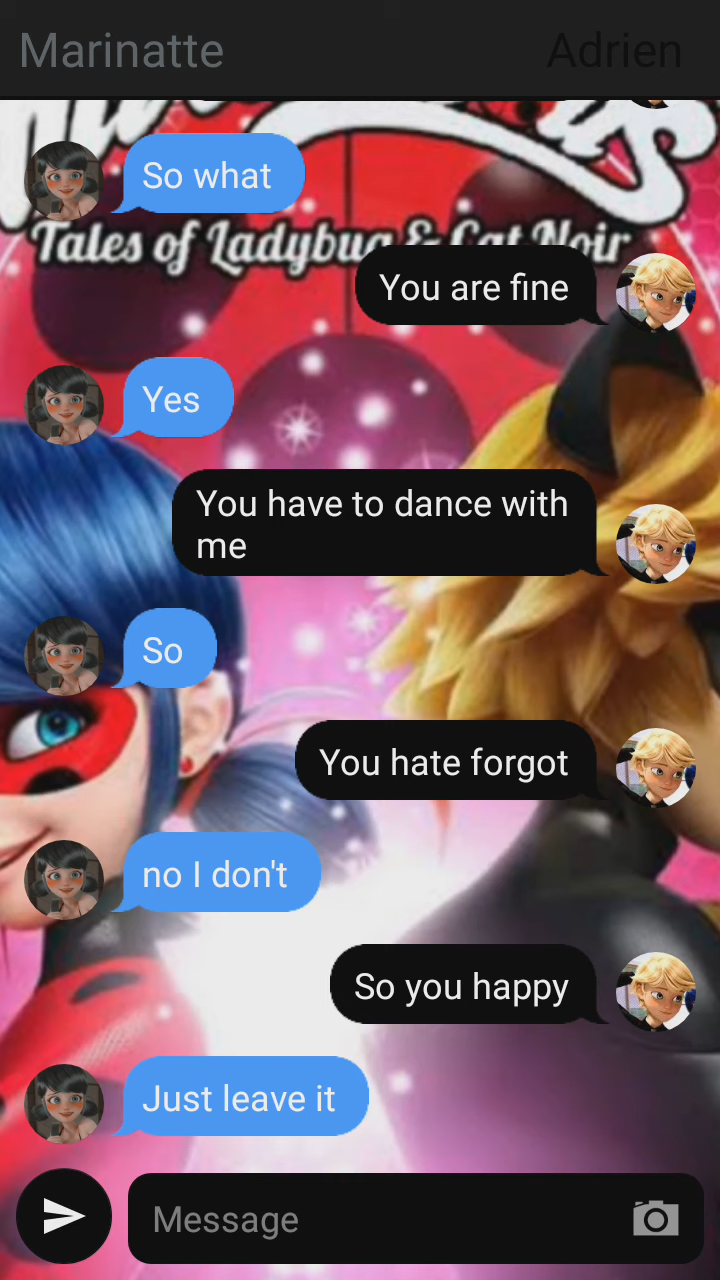 Marinatte
Adrien
So what
Tales of Ladybug & Cat Noir
You are fine
Yes
You have to dance with
me
So
You hate forgot
no I don't
So you happy
Just leave it
Message